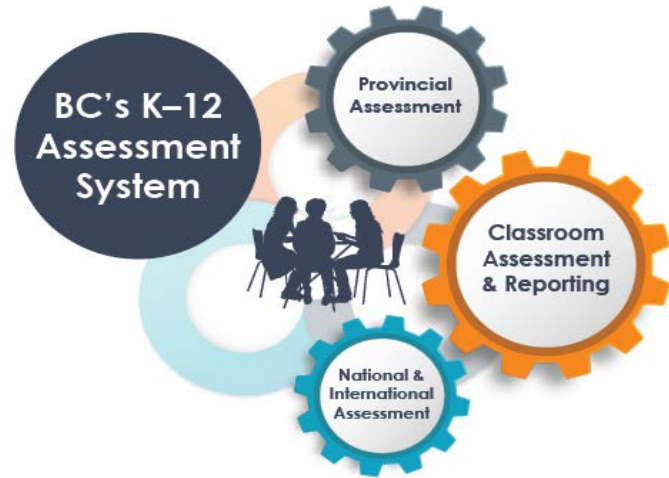 BC's K–12
Assessment
System
Provincial
Assessment
Classroom
Assessment
& Reporting
National &
International
Assessment